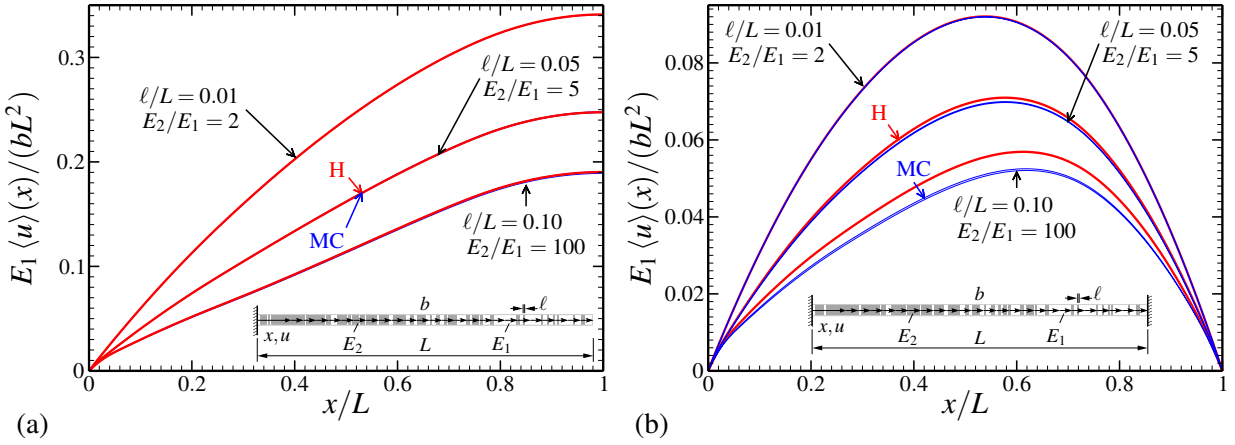 E₁ ⟨u⟩(x)/(bL²)
0.3
0.2
0.1
0
0
0.2
0.4
0.6
0.8
1
x/L
(a)
ℓ/L = 0.01
E₂/E₁ = 2
ℓ/L = 0.05
E₂/E₁ = 5
H
MC
ℓ/L = 0.10
E₂/E₁ = 100
b
ℓ
x,u
E₂
L
E₁
E₁ ⟨u⟩(x)/(bL²)
0.08
0.06
0.04
0.02
0
0
0.2
0.4
0.6
0.8
1
x/L
(b)
ℓ/L = 0.01
E₂/E₁ = 2
ℓ/L = 0.05
E₂/E₁ = 5
H
MC
ℓ/L = 0.10
E₂/E₁ = 100
b
ℓ
x,u
E₂
L
E₁